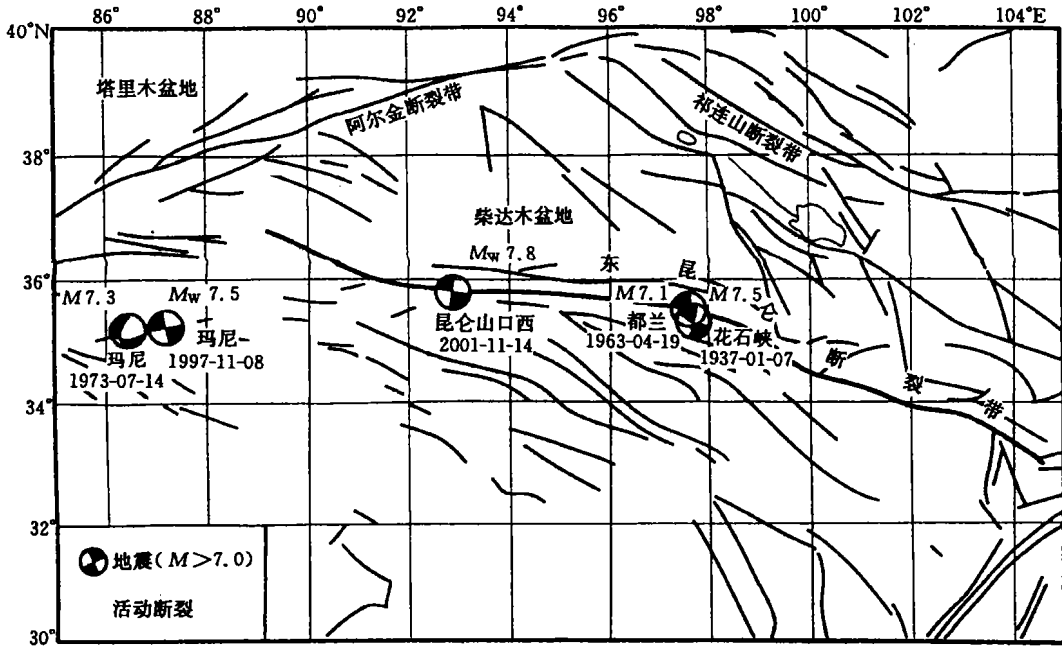 86° 88° 90° 92° 94° 96° 98° 100° 102° 104°E
40°N
塔里木盆地
阿尔金断裂带
祁连山断裂带
38°
柴达木盆地
Mw 7.8
东 昆 仑 断 裂 带
36°
M 7.3
Mw 7.5
M 7.1
M 7.5
玛尼
1973-07-14
玛尼
1997-11-08
昆仑山口西
2001-11-14
都兰
1963-04-19
花石峡
1937-01-07
34°
32°
地震(M>7.0)
活动断裂
30°